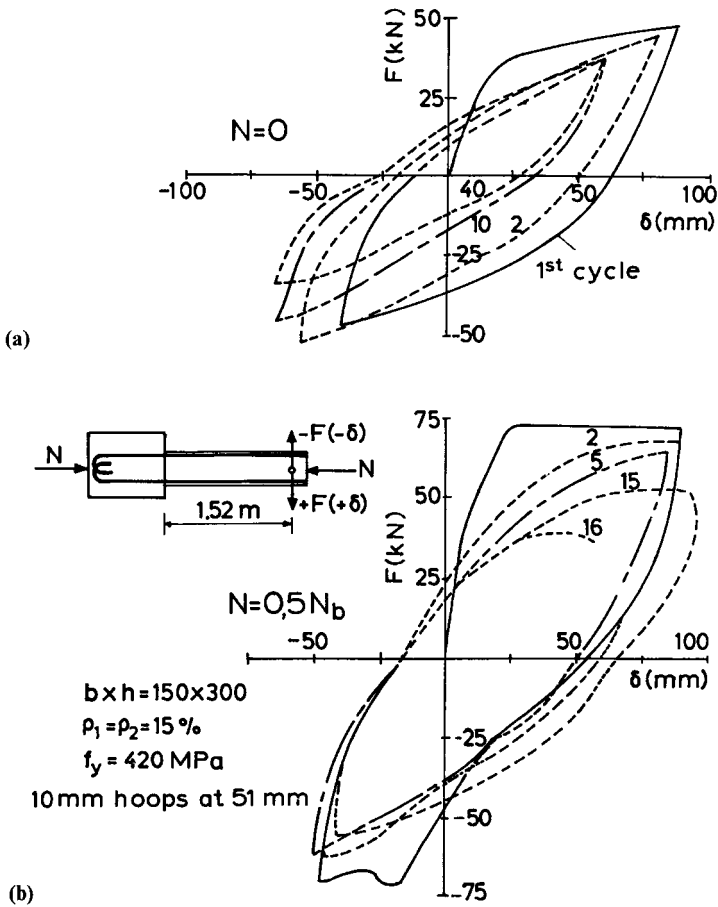 50
F(kN)
25
N=0
-100
-50
40
50
100
δ(mm)
10
2
-25
1st cycle
-50
(a)
75
-F(-δ)
N
N
+F(+δ)
1.52 m
2
5
15
16
50
F(kN)
25
N=0,5Nb
-50
50
100
δ(mm)
b x h = 150 x 300
ρ1 = ρ2 = 15 %
fy = 420 MPa
10 mm hoops at 51 mm
-25
-50
-75
(b)